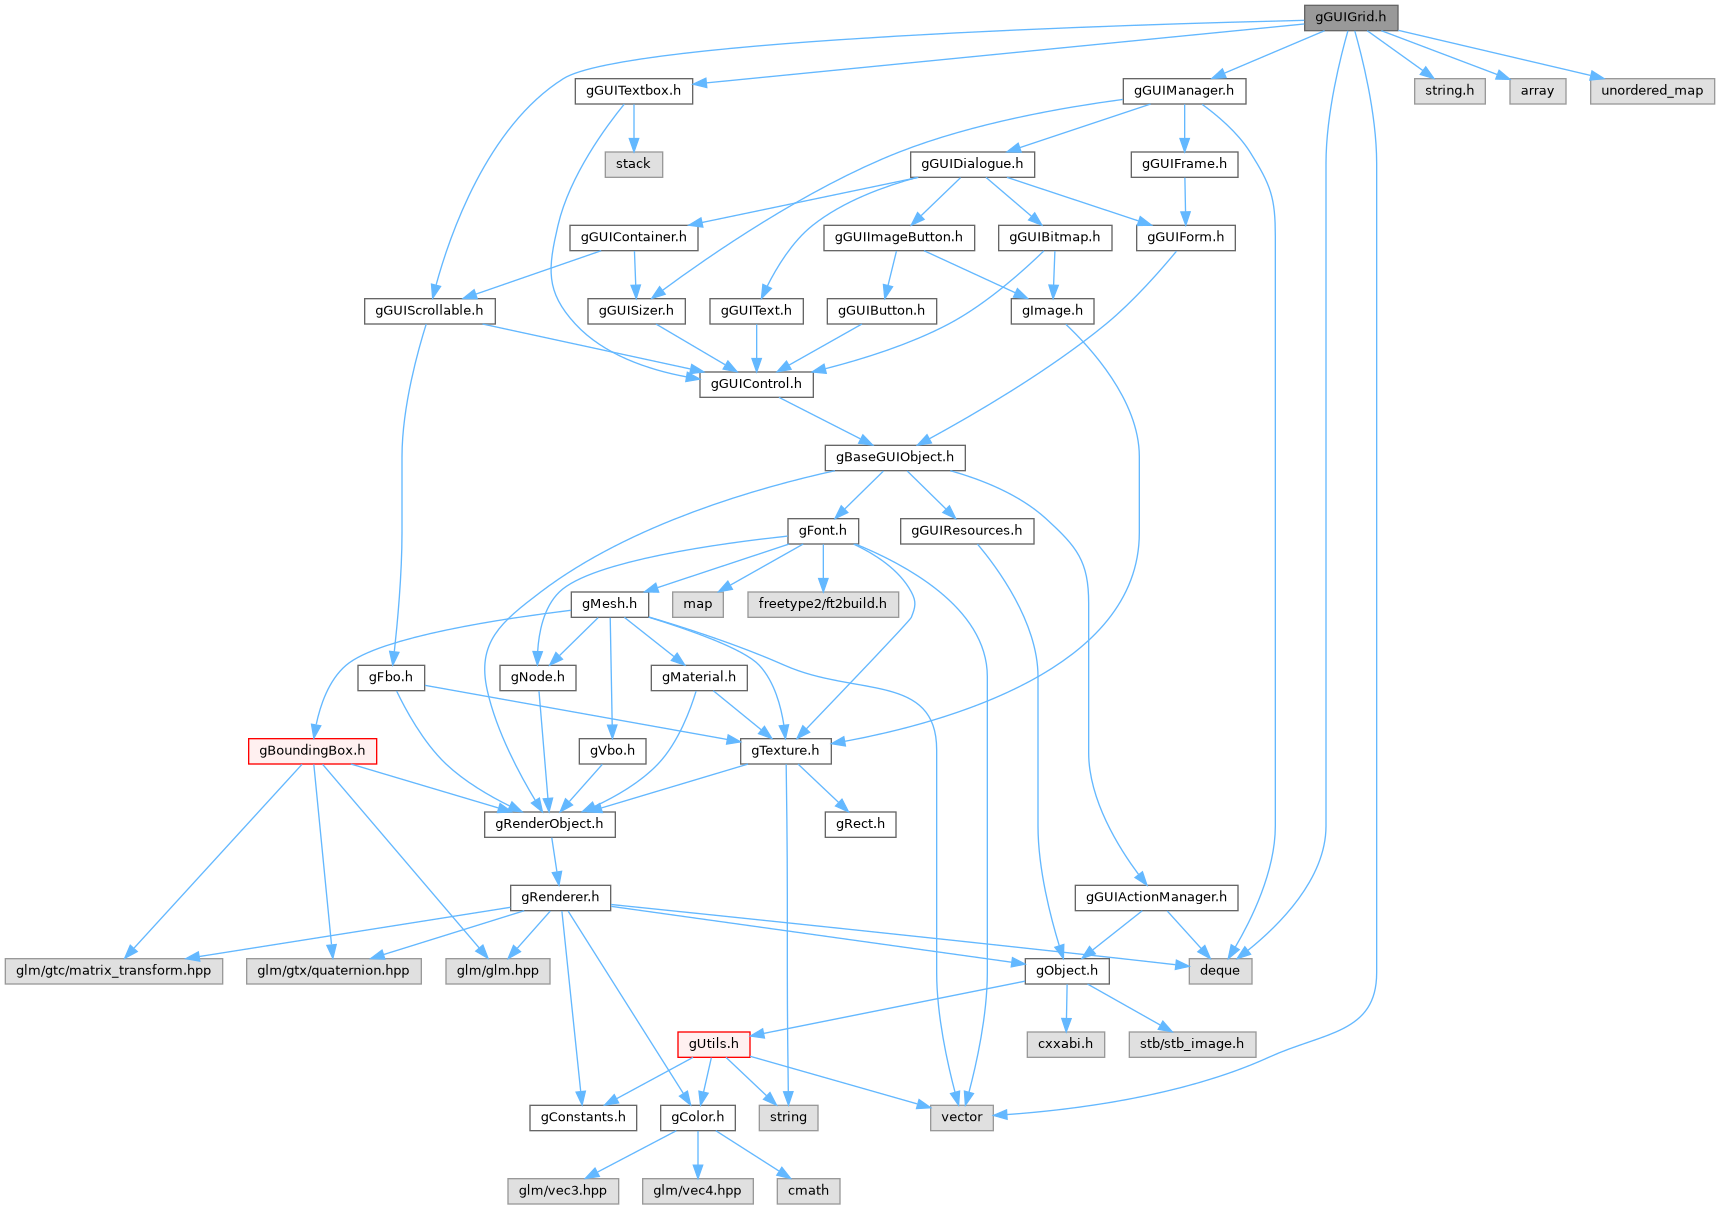 gGUIGrid.h
gGUITextbox.h
gGUIManager.h
string.h
array
unordered_map
stack
gGUIDialogue.h
gGUIFrame.h
gGUIContainer.h
gGUIImageButton.h
gGUIBitmap.h
gGUIForm.h
gGUIScrollable.h
gGUISizer.h
gGUIText.h
gGUIButton.h
gImage.h
gGUIControl.h
gBaseGUIObject.h
gFont.h
gGUIResources.h
gMesh.h
map
freetype2/ft2build.h
gFbo.h
gNode.h
gMaterial.h
gBoundingBox.h
gVbo.h
gTexture.h
gRenderObject.h
gRect.h
gRenderer.h
gGUIActionManager.h
glm/gtc/matrix_transform.hpp
glm/gtx/quaternion.hpp
glm/glm.hpp
gObject.h
deque
gUtils.h
cxxabi.h
stb/stb_image.h
gConstants.h
gColor.h
string
vector
glm/vec3.hpp
glm/vec4.hpp
cmath